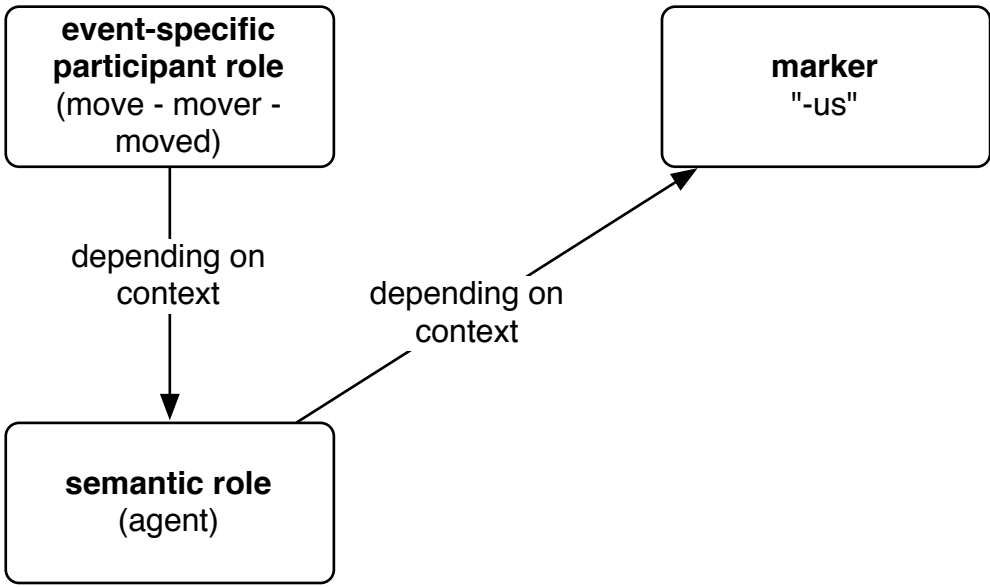 event-specific
participant role
(move - mover -
moved)
marker
"-us"
depending on
context
depending on
context
semantic role
(agent)